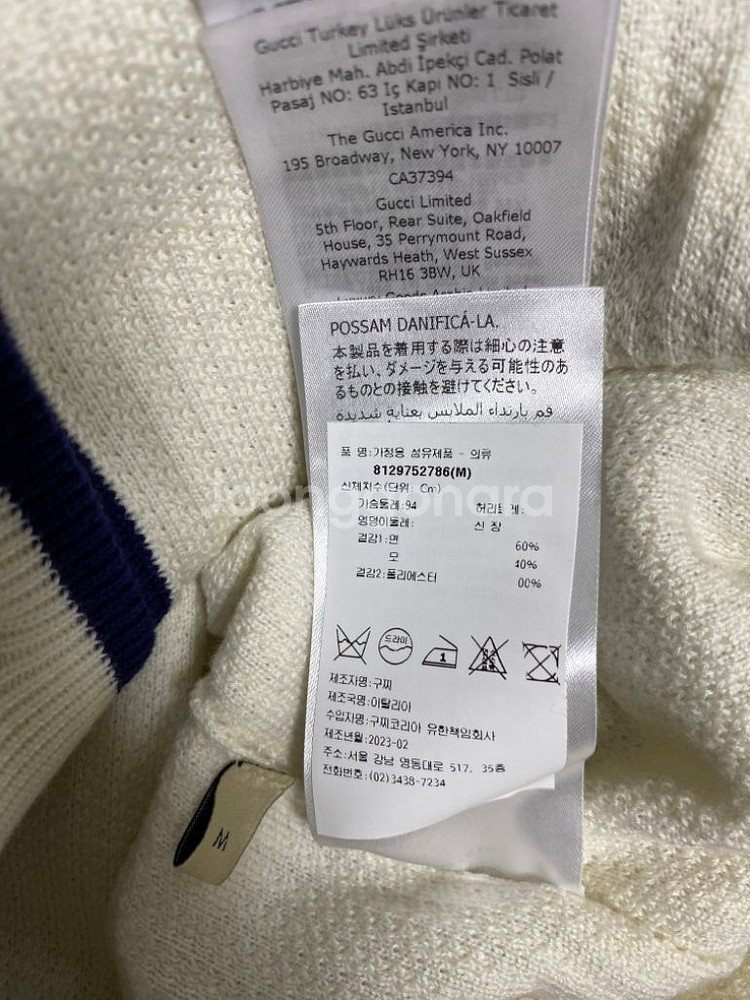 Gucci Turkey Lüks Ürünler Ticaret
Limited Şirketi
Harbiye Mah. Abdi İpekçi Cad. Polat
Pasaj NO: 63 Iç Kapı NO: 1 Sisli /
Istanbul
The Gucci America Inc.
195 Broadway, New York, NY 10007
CA37394
Gucci Limited
5th Floor, Rear Suite, Oakfield
House, 35 Perrymount Road,
Haywards Heath, West Sussex
RH16 3BW, UK
POSSAM DANIFICÁ-LA.
本製品を着用する際は細心の注意
を払い、ダメージを与える可能性のあ
るものとの接触を避けてください。
قم بارتداء الملابس بعناية شديدة
품 명:가정용 섬유제품 - 의류
8129752786(M)
신체치수(단위: Cm)
가슴둘레:94 허리둘레:
엉덩이둘레: 신 장
겉감1:면 60%
모 40%
겉감2:폴리에스터 00%
드라이
1
제조자명:구찌
제조국명:이탈리아
수입자명:구찌코리아 유한책임회사
제조년월:2023-02
주소:서울 강남 영동대로 517. 35층
전화번호:(02)3438-7234
M